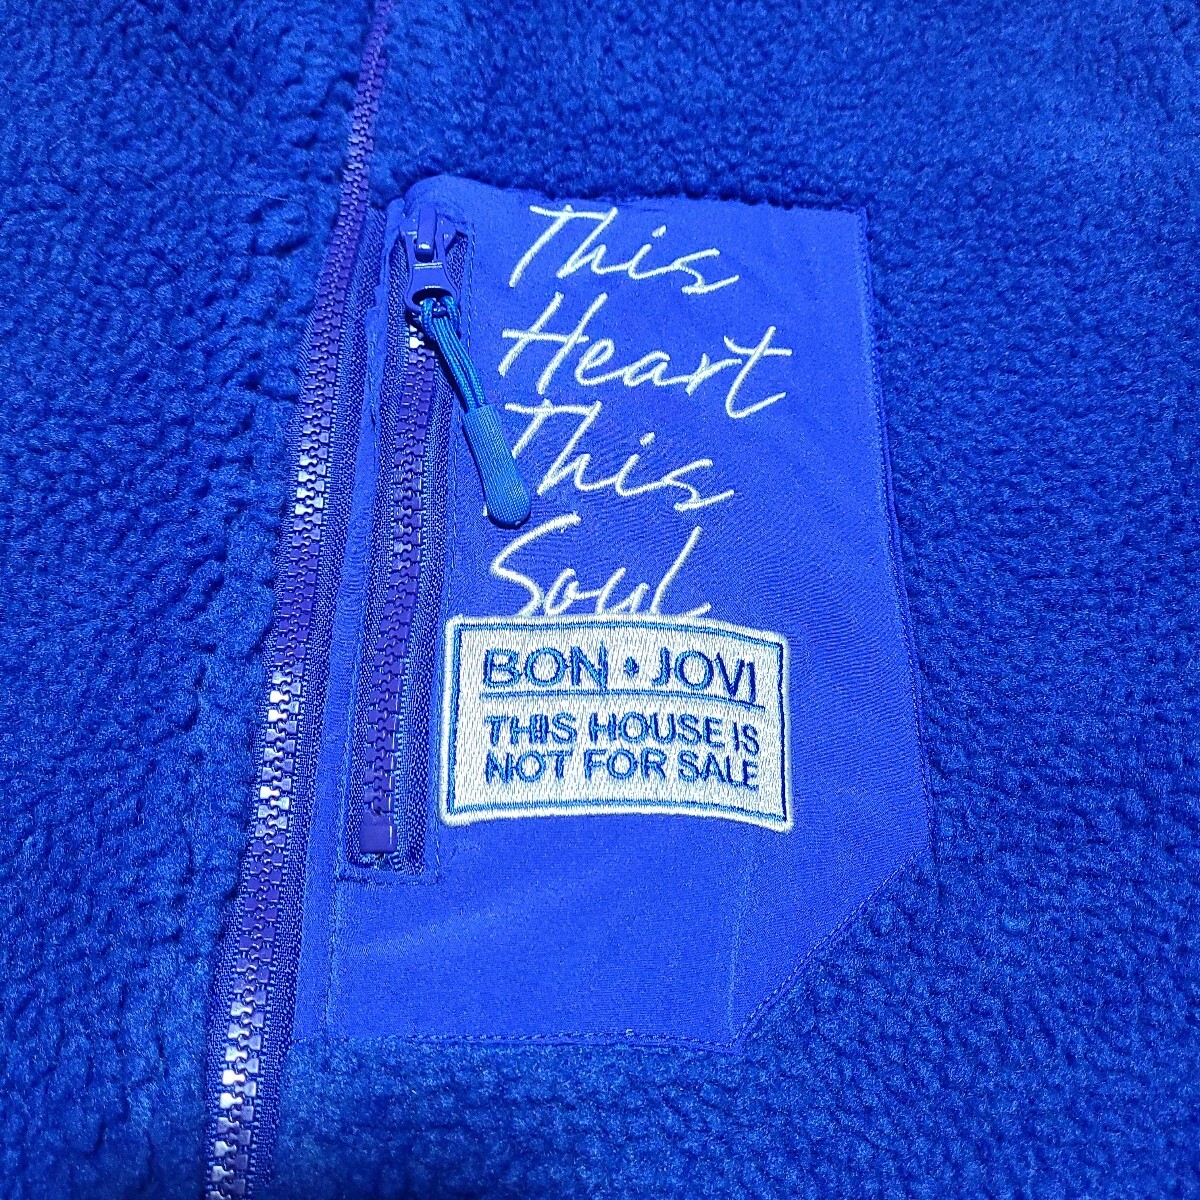 This
Heart
This
Soul
BON • JOVI
THIS HOUSE IS
NOT FOR SALE